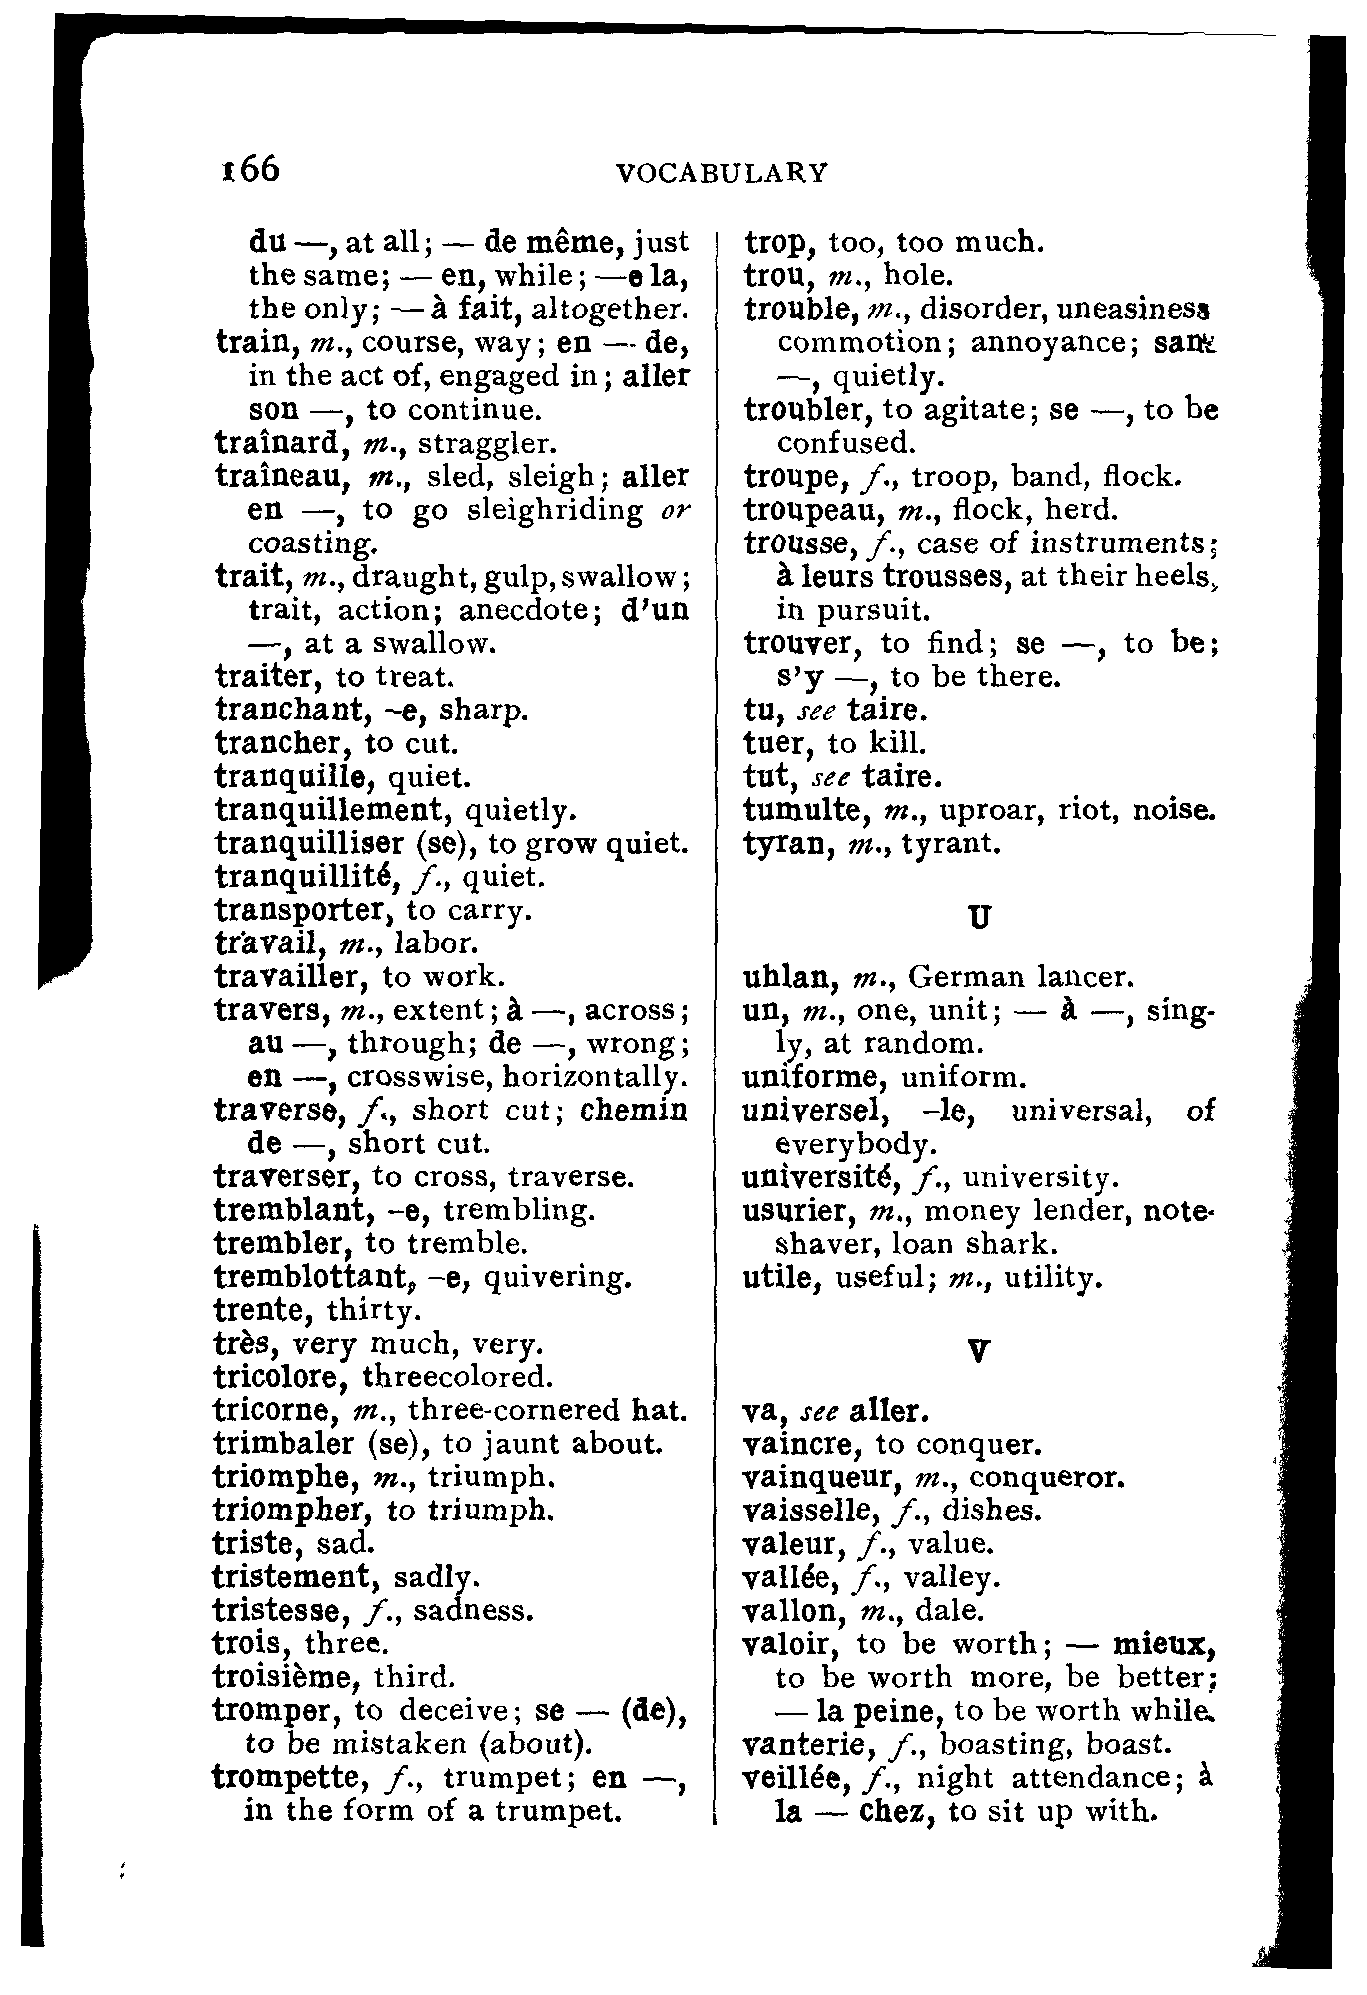 166
VOCABULARY
du —, at all; — de même, just
the same; — en, while; —e la,
the only; — à fait, altogether.
train, m., course, way; en — de,
in the act of, engaged in; aller
son —, to continue.
traînard, m., straggler.
traîneau, m., sled, sleigh; aller
en —, to go sleighriding or
coasting.
trait, m., draught, gulp, swallow;
trait, action; anecdote; d'un
—, at a swallow.
traiter, to treat.
tranchant, -e, sharp.
trancher, to cut.
tranquille, quiet.
tranquillement, quietly.
tranquilliser (se), to grow quiet.
tranquillité, f., quiet.
transporter, to carry.
travail, m., labor.
travailler, to work.
travers, m., extent; à —, across;
au —, through; de —, wrong;
en —, crosswise, horizontally.
traverse, f., short cut; chemin
de —, short cut.
traverser, to cross, traverse.
tremblant, -e, trembling.
trembler, to tremble.
tremblottant, -e, quivering.
trente, thirty.
très, very much, very.
tricolore, threecolored.
tricorne, m., three-cornered hat.
trimbaler (se), to jaunt about.
triomphe, m., triumph.
triompher, to triumph.
triste, sad.
tristement, sadly.
tristesse, f., sadness.
trois, three.
troisième, third.
tromper, to deceive; se — (de),
to be mistaken (about).
trompette, f., trumpet; en —,
in the form of a trumpet.
trop, too, too much.
trou, m., hole.
trouble, m., disorder, uneasiness
commotion; annoyance; sans
—, quietly.
troubler, to agitate; se —, to be
confused.
troupe, f., troop, band, flock.
troupeau, m., flock, herd.
trousse, f., case of instruments;
à leurs trousses, at their heels,
in pursuit.
trouver, to find; se —, to be;
s'y —, to be there.
tu, see taire.
tuer, to kill.
tut, see taire.
tumulte, m., uproar, riot, noise.
tyran, m., tyrant.
U
uhlan, m., German lancer.
un, m., one, unit; — à —, sing-
ly, at random.
uniforme, uniform.
universel, -le, universal, of
everybody.
université, f., university.
usurier, m., money lender, note-
shaver, loan shark.
utile, useful; m., utility.
V
va, see aller.
vaincre, to conquer.
vainqueur, m., conqueror.
vaisselle, f., dishes.
valeur, f., value.
vallée, f., valley.
vallon, m., dale.
valoir, to be worth; — mieux,
to be worth more, be better;
— la peine, to be worth while.
vanterie, f., boasting, boast.
veillée, f., night attendance; à
la — chez, to sit up with.